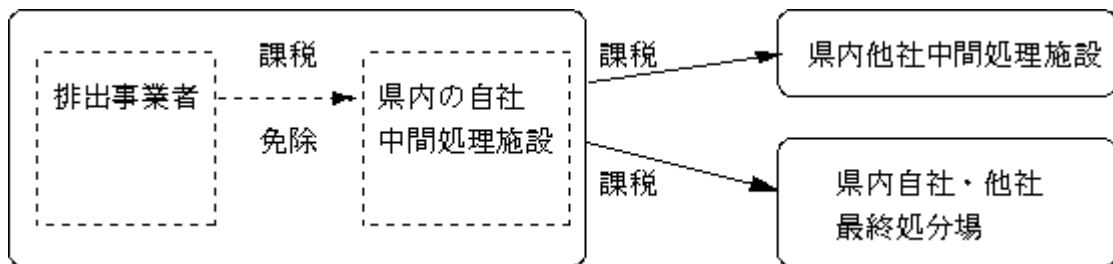 排出事業者
課税
免除
県内の自社
中間処理施設
課税
課税
県内他社中間処理施設
県内自社・他社
最終処分場